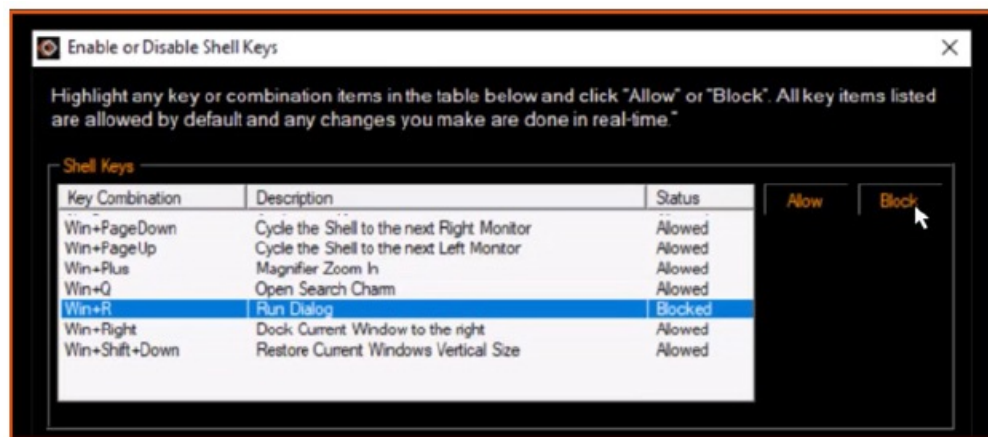 Enable or Disable Shell Keys
Highlight any key or combination items in the table below and click "Allow" or "Block". All key items listed
are allowed by default and any changes you make are done in real-time."
Shell Keys
Key Combination Description Status Allow Block
Win+PageDown Cycle the Shell to the next Right Monitor Allowed
Win+PageUp Cycle the Shell to the next Left Monitor Allowed
Win+Plus Magnifier Zoom In Allowed
Win+Q Open Search Charm Allowed
Win+R Run Dialog Blocked
Win+Right Dock Current Window to the right Allowed
Win+Shift+Down Restore Current Windows Vertical Size Allowed